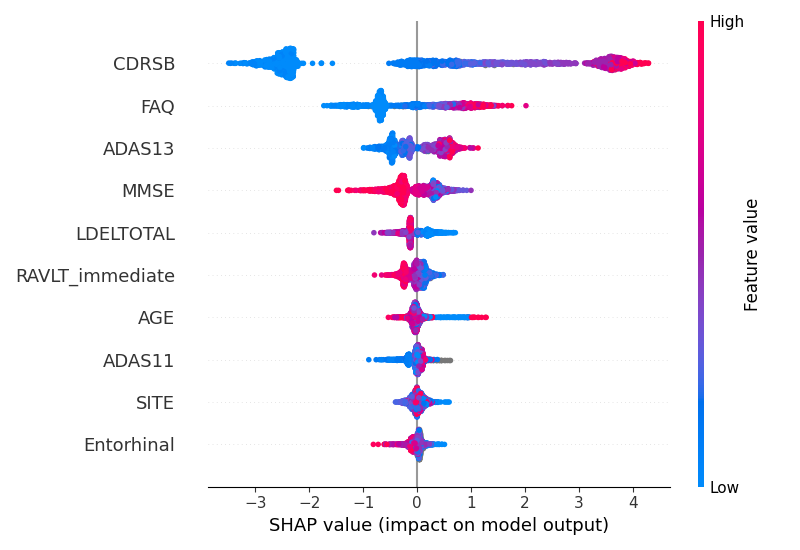 High
CDRSB
FAQ
ADAS13
MMSE
LDELTOTAL
RAVLT_immediate
AGE
ADAS11
SITE
Entorhinal
Feature value
Low
−3 −2 −1 0 1 2 3 4
SHAP value (impact on model output)